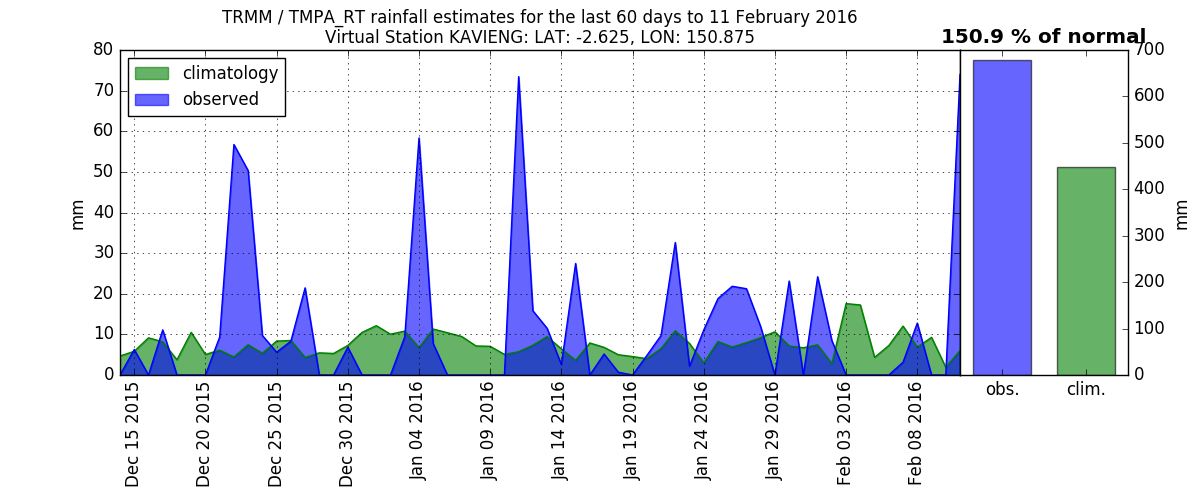 TRMM / TMPA_RT rainfall estimates for the last 60 days to 11 February 2016
Virtual Station KAVIENG: LAT: -2.625, LON: 150.875
150.9 % of normal
climatology
observed
80
70
60
50
40
30
20
10
0
mm
Dec 15 2015
Dec 20 2015
Dec 25 2015
Dec 30 2015
Jan 04 2016
Jan 09 2016
Jan 14 2016
Jan 19 2016
Jan 24 2016
Jan 29 2016
Feb 03 2016
Feb 08 2016
obs.
clim.
700
600
500
400
300
200
100
0
mm